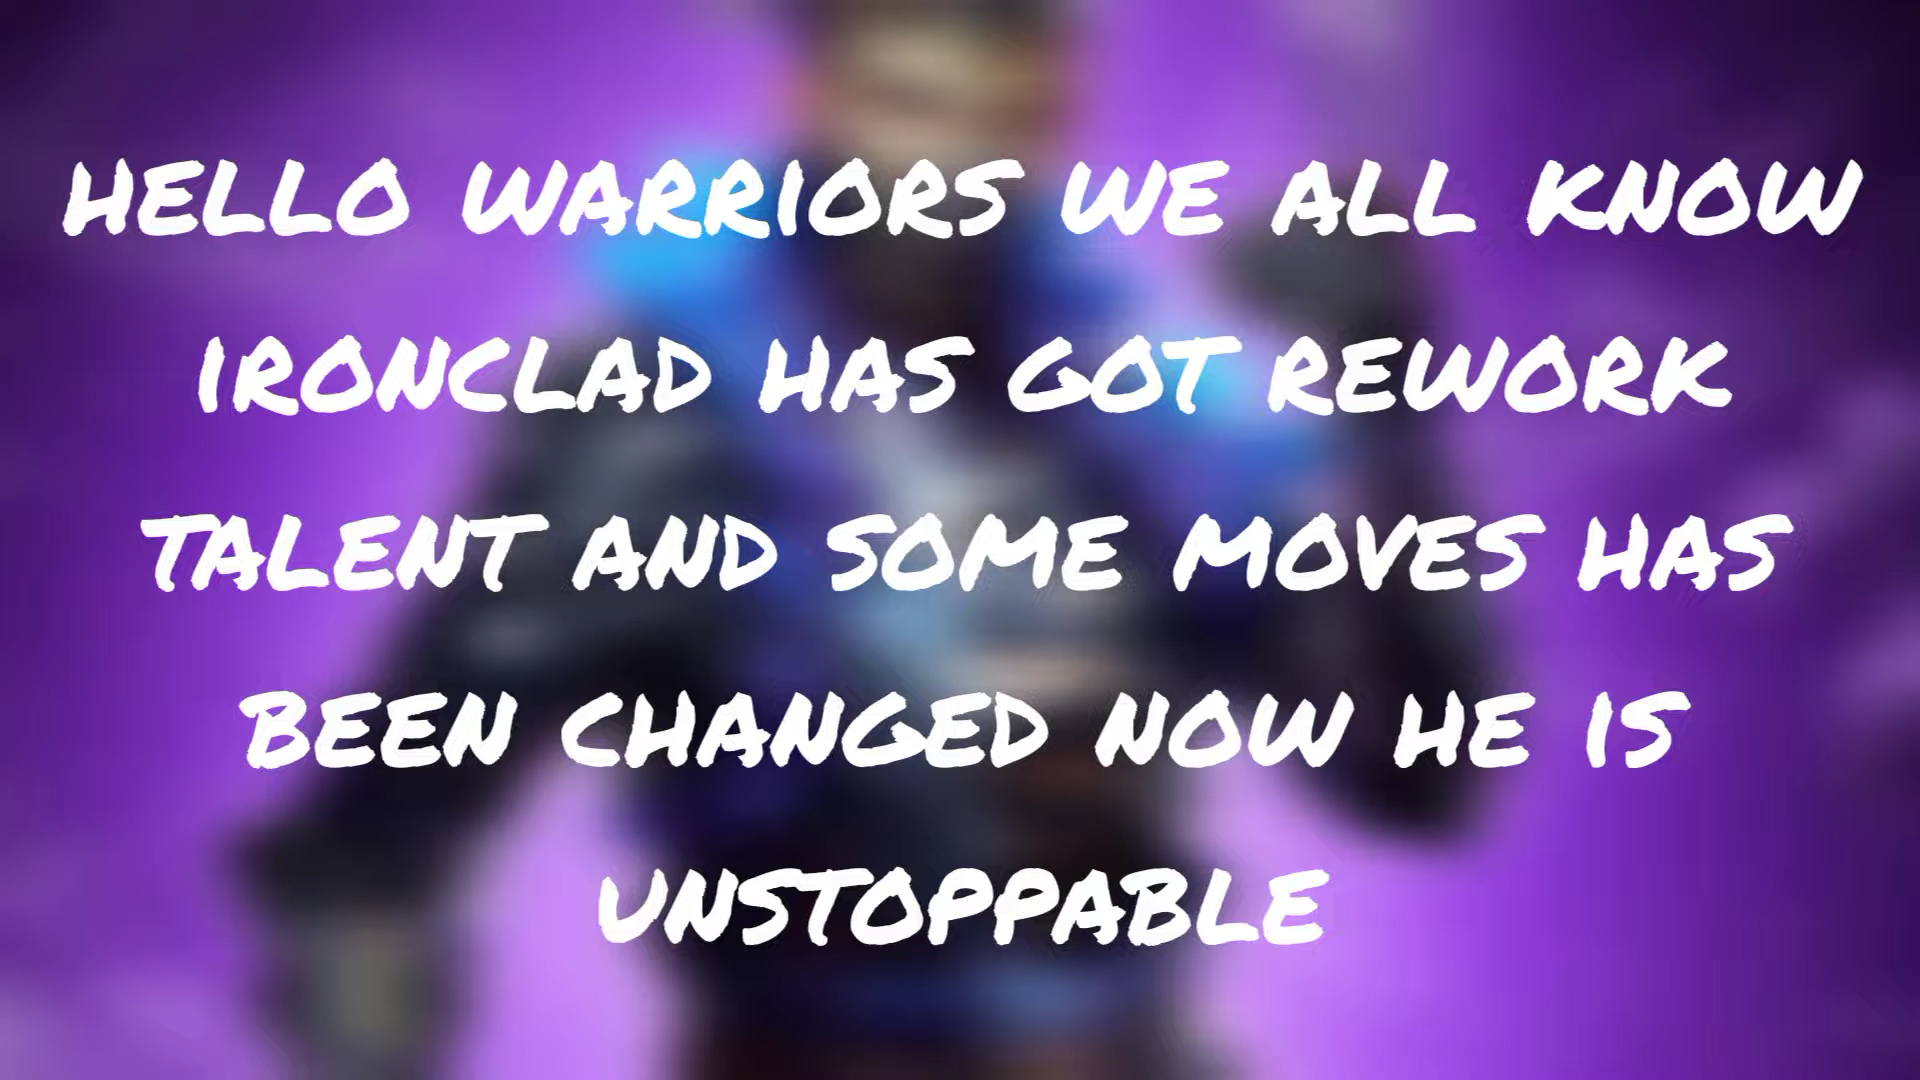 HELLO WARRIORS WE ALL KNOW
IRONCLAD HAS GOT REWORK
TALENT AND SOME MOVES HAS
BEEN CHANGED NOW HE IS
UNSTOPPABLE